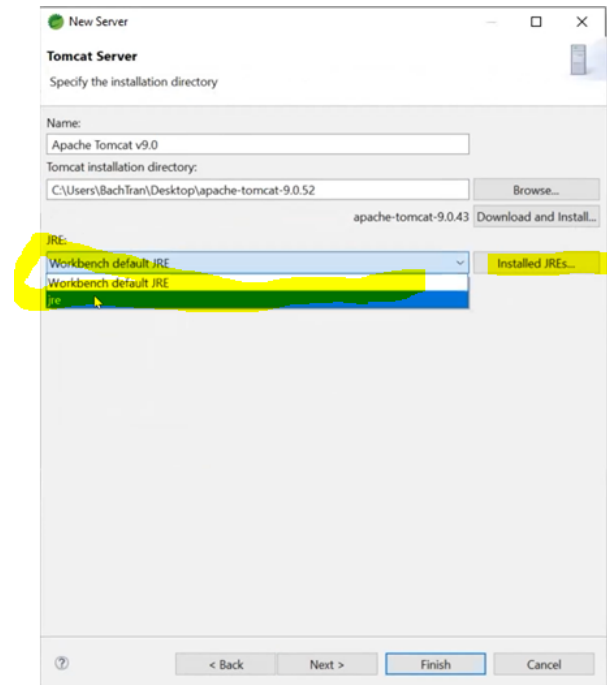 New Server
Tomcat Server
Specify the installation directory
Name:
Apache Tomcat v9.0
Tomcat installation directory:
C:\Users\BachTran\Desktop\apache-tomcat-9.0.52 Browse...
apache-tomcat-9.0.43 Download and Install...
JRE:
Workbench default JRE Installed JREs...
Workbench default JRE
jre
? < Back Next > Finish Cancel